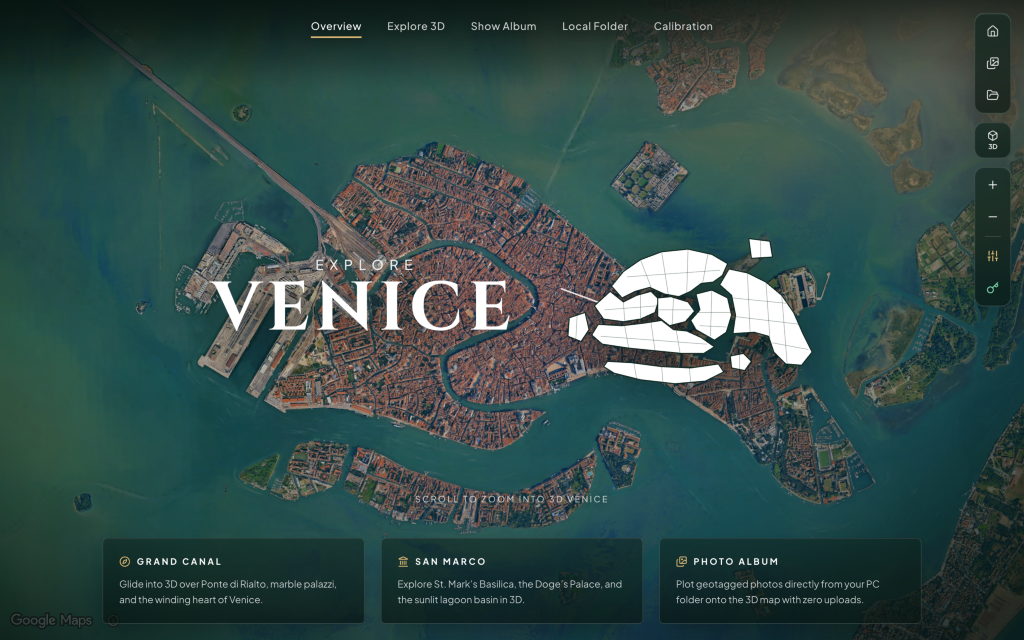 Overview
Explore 3D
Show Album
Local Folder
Calibration
3D
EXPLORE
VENICE
SCROLL TO ZOOM INTO 3D VENICE
GRAND CANAL
Glide into 3D over Ponte di Rialto, marble palazzi,
and the winding heart of Venice.
SAN MARCO
Explore St. Mark's Basilica, the Doge's Palace, and
the sunlit lagoon basin in 3D.
PHOTO ALBUM
Plot geotagged photos directly from your PC
folder onto the 3D map with zero uploads.
Google Maps